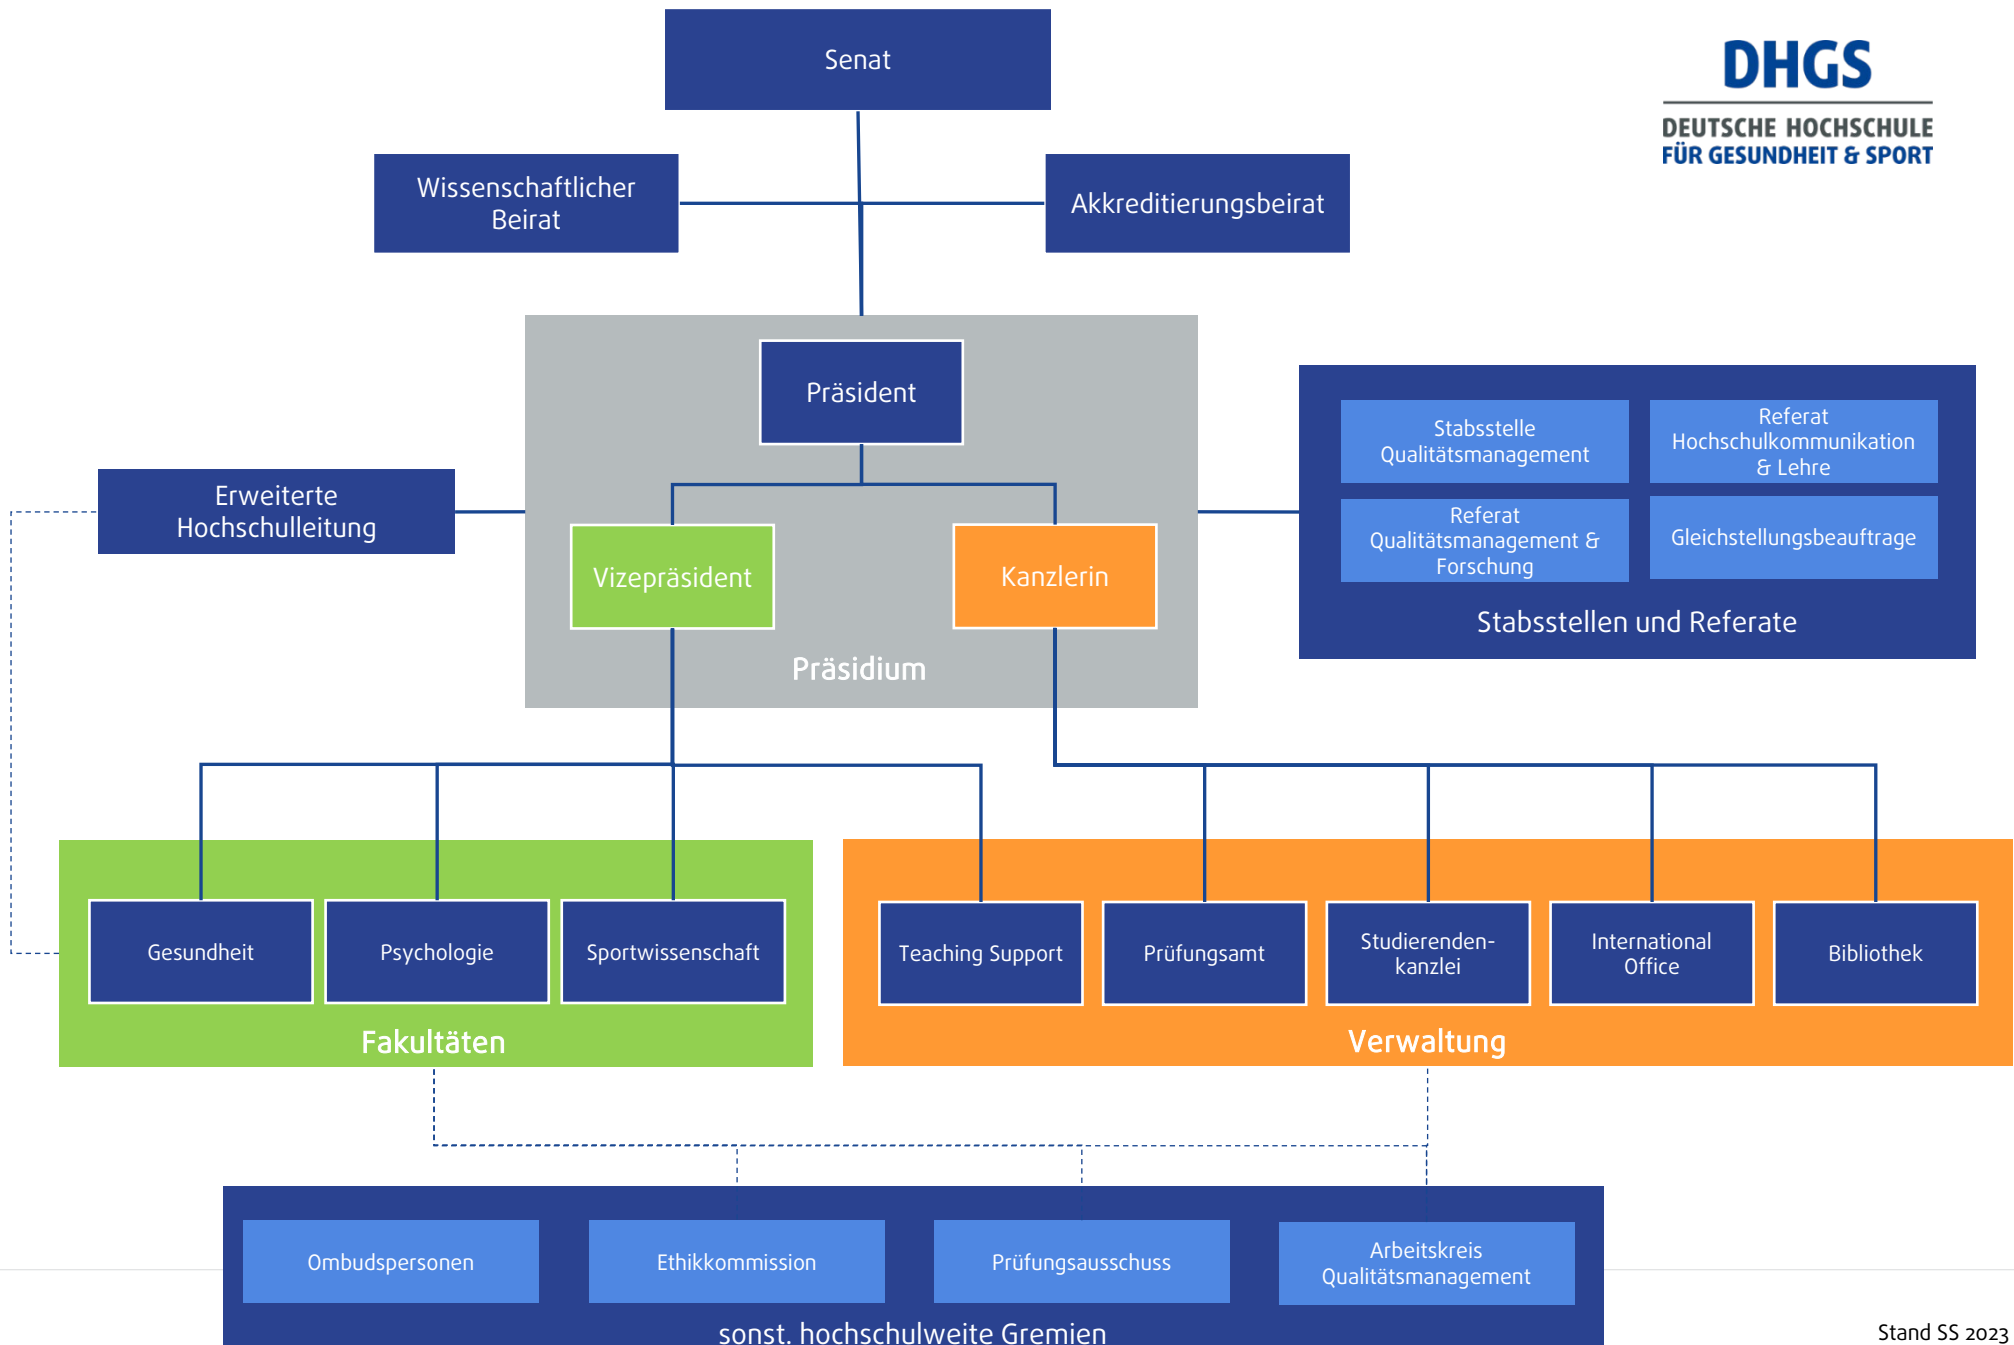 Senat
DHGS
DEUTSCHE HOCHSCHULE
FÜR GESUNDHEIT & SPORT
Wissenschaftlicher
Beirat
Akkreditierungsbeirat
Präsident
Erweiterte
Hochschulleitung
Vizepräsident
Kanzlerin
Präsidium
Stabsstelle
Qualitätsmanagement
Referat
Hochschulkommunikation
& Lehre
Referat
Qualitätsmanagement &
Forschung
Gleichstellungsbeauftrage
Stabsstellen und Referate
Gesundheit
Psychologie
Sportwissenschaft
Fakultäten
Teaching Support
Prüfungsamt
Studierenden-
kanzlei
International
Office
Bibliothek
Verwaltung
Ombudspersonen
Ethikkommission
Prüfungsausschuss
Arbeitskreis
Qualitätsmanagement
sonst. hochschulweite Gremien
Stand SS 2023